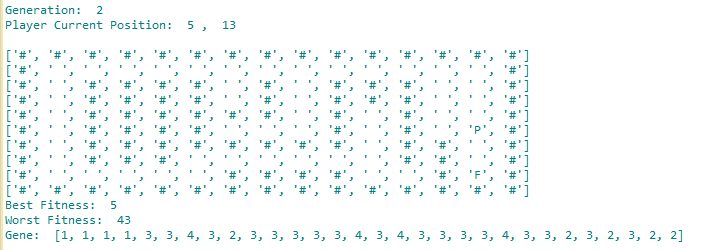 Generation:  2
Player Current Position:  5 ,  13
['#', '#', '#', '#', '#', '#', '#', '#', '#', '#', '#', '#', '#', '#', '#']
['#', ' ', ' ', ' ', ' ', ' ', ' ', ' ', ' ', ' ', ' ', ' ', ' ', ' ', '#']
['#', ' ', '#', '#', '#', '#', ' ', '#', ' ', '#', '#', '#', ' ', ' ', '#']
['#', ' ', '#', '#', '#', '#', ' ', '#', ' ', '#', '#', '#', ' ', ' ', '#']
['#', ' ', '#', '#', '#', '#', '#', '#', ' ', '#', ' ', '#', ' ', ' ', '#']
['#', ' ', '#', '#', '#', '#', ' ', ' ', ' ', '#', ' ', '#', ' ', 'P', '#']
['#', ' ', '#', '#', '#', '#', '#', '#', '#', '#', ' ', '#', '#', ' ', '#']
['#', ' ', '#', '#', '#', ' ', ' ', ' ', ' ', ' ', ' ', '#', '#', ' ', '#']
['#', ' ', ' ', ' ', ' ', ' ', '#', '#', '#', '#', ' ', ' ', '#', 'F', '#']
['#', '#', '#', '#', '#', '#', '#', '#', '#', '#', '#', '#', '#', '#', '#']
Best Fitness:  5
Worst Fitness:  43
Gene:  [1, 1, 1, 1, 3, 3, 4, 3, 2, 3, 3, 3, 3, 3, 4, 3, 4, 3, 3, 3, 3, 4, 3, 3, 2, 3, 2, 3, 2, 2]